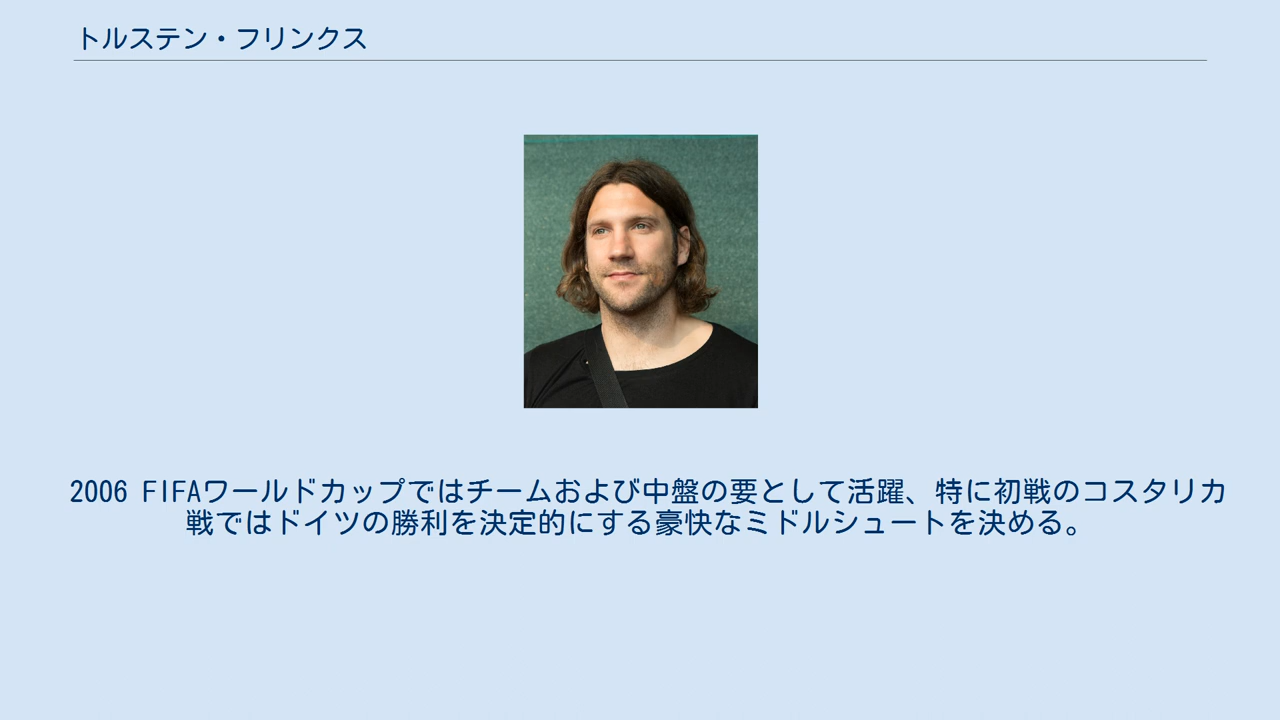 トルステン・フリンクス
2006 FIFAワールドカップではチームおよび中盤の要として活躍、特に初戦のコスタリカ
戦ではドイツの勝利を決定的にする豪快なミドルシュートを決める。